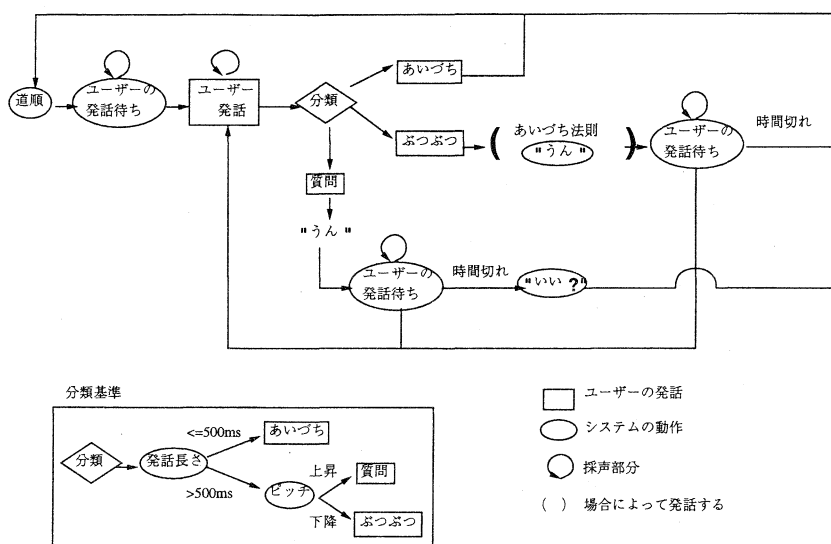 道順
ユーザーの
発話待ち
ユーザー
発話
分類
あいづち
ぶつぶつ
( あいづち法則 )
"うん"
ユーザーの
発話待ち
時間切れ
質問
"うん"
ユーザーの
発話待ち
時間切れ
"いい ?"
分類基準
分類
発話長さ
<=500ms
あいづち
>500ms
ピッチ
上昇
質問
下降
ぶつぶつ
ユーザーの発話
システムの動作
採声部分
( ) 場合によって発話する